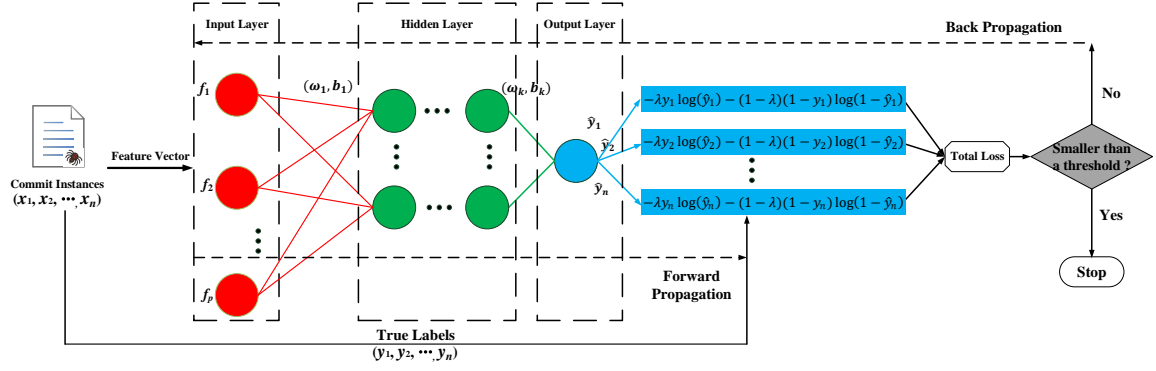 Input Layer
Hidden Layer
Output Layer
Back Propagation
f₁
(ω₁, b₁)
(ω_k, b_k)
No
ŷ₁
−λy₁ log(ŷ₁) − (1 − λ)(1 − y₁) log(1 − ŷ₁)
ŷ₂
−λy₂ log(ŷ₂) − (1 − λ)(1 − y₂) log(1 − ŷ₂)
Feature Vector
Total Loss
Smaller than
a threshold ?
Commit Instances
(x₁, x₂, ⋯, xₙ)
f₂
ŷₙ
−λyₙ log(ŷₙ) − (1 − λ)(1 − yₙ) log(1 − ŷₙ)
Yes
Forward
Propagation
Stop
f_p
True Labels
(y₁, y₂, ⋯, yₙ)